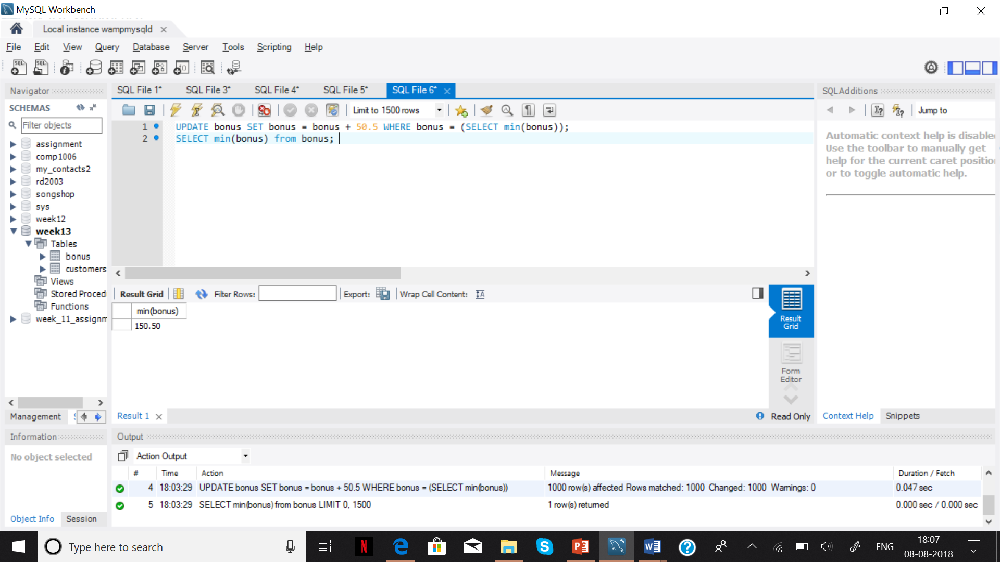 MySQL Workbench
Local instance wampmysqld
File Edit View Query Database Server Tools Scripting Help
Navigator
SCHEMAS
Filter objects
assignment
comp1006
my_contacts2
rd2003
songshop
sys
week12
week13
Tables
bonus
customers
Views
Stored Proced
Functions
week_11_assignm
Management
Information
No object selected
Object Info Session
SQL File 1* SQL File 3* SQL File 4* SQL File 5* SQL File 6*
Limit to 1500 rows
1 UPDATE bonus SET bonus = bonus + 50.5 WHERE bonus = (SELECT min(bonus));
2 SELECT min(bonus) from bonus;
Result Grid Filter Rows: Export: Wrap Cell Content:
min(bonus)
150.50
Result
Grid
Form
Editor
Result 1
Read Only
SQLAdditions
Jump to
Automatic context help is disable
Use the toolbar to manually get
help for the current caret positio
or to toggle automatic help.
Context Help Snippets
Output
Action Output
# Time Action Message Duration / Fetch
4 18:03:29 UPDATE bonus SET bonus = bonus + 50.5 WHERE bonus = (SELECT min(bonus)) 1000 row(s) affected Rows matched: 1000 Changed: 1000 Warnings: 0 0.047 sec
5 18:03:29 SELECT min(bonus) from bonus LIMIT 0, 1500 1 row(s) returned 0.000 sec / 0.000 sec
Type here to search
ENG
18:07
08-08-2018